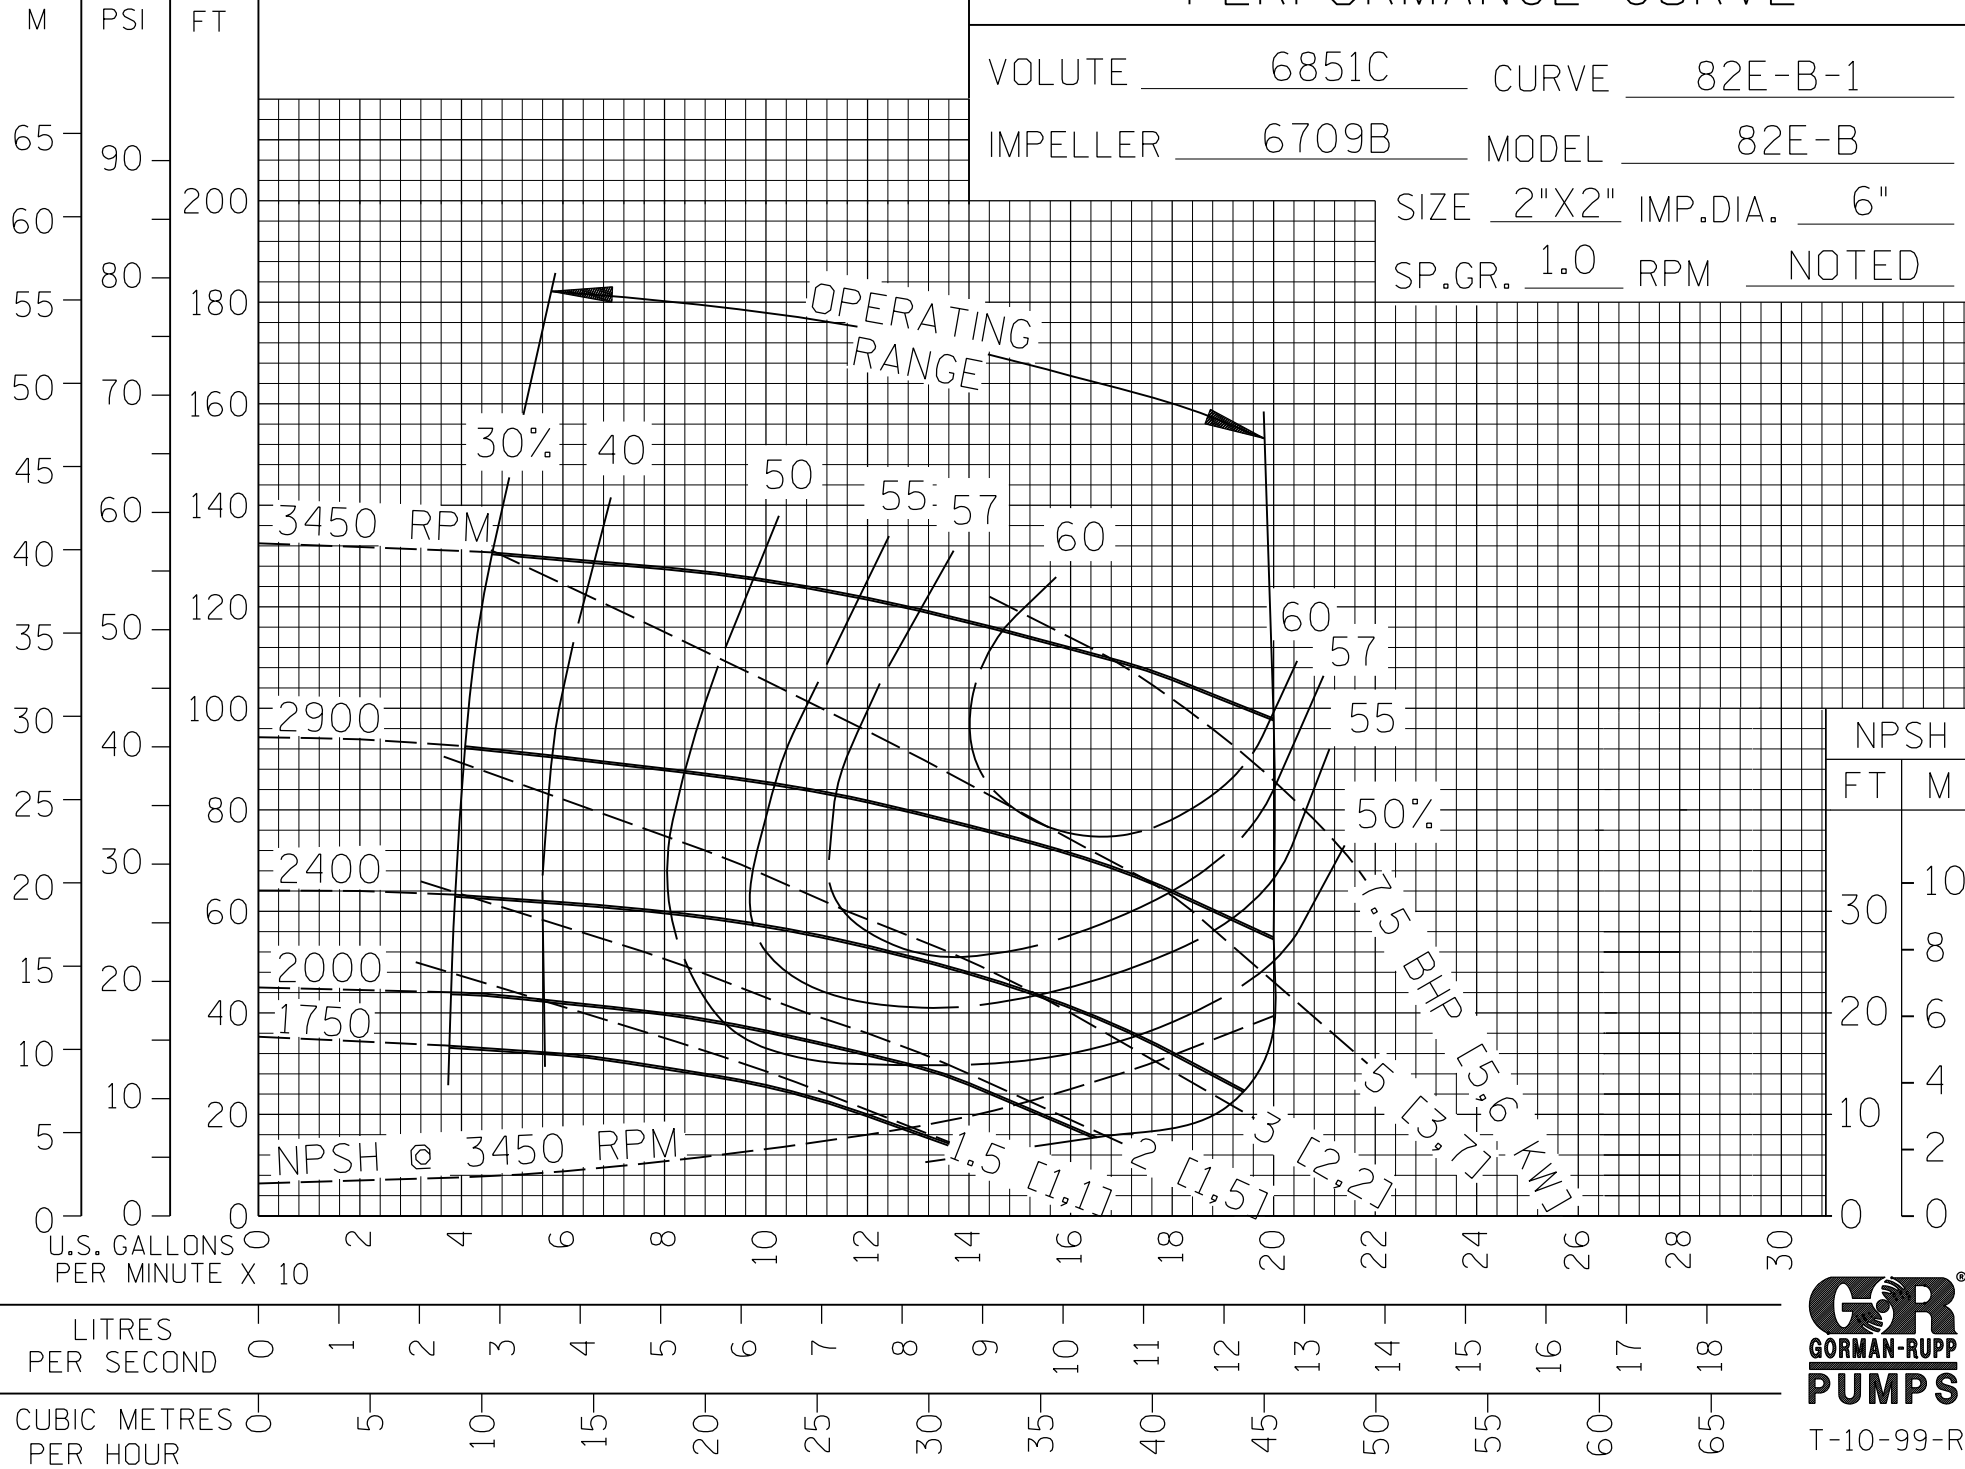 PERFORMANCE CURVE
VOLUTE 6851C CURVE 82E-B-1
IMPELLER 6709B MODEL 82E-B
SIZE 2"X2" IMP.DIA. 6"
SP.GR. 1.0 RPM NOTED
M PSI FT
65
60
55
50
45
40
35
30
25
20
15
10
5
0
90
80
70
60
50
40
30
20
10
0
200
180
160
140
120
100
80
60
40
20
0
OPERATING
RANGE
30% 40 50 55 57 60
60
57
55
50%
3450 RPM
2900
2400
2000
1750
NPSH @ 3450 RPM
1.5 [1,1]
2 [1,5]
3 [2,2]
5 [3,7]
7.5 BHP [5,6 KW]
NPSH
FT M
30
20
10
0
10
8
6
4
2
0
U.S. GALLONS
PER MINUTE X 10
0 2 4 6 8 10 12 14 16 18 20 22 24 26 28 30
LITRES
PER SECOND
0 1 2 3 4 5 6 7 8 9 10 11 12 13 14 15 16 17 18
CUBIC METRES
PER HOUR
0 5 10 15 20 25 30 35 40 45 50 55 60 65
GR®
GORMAN-RUPP
PUMPS
T-10-99-R